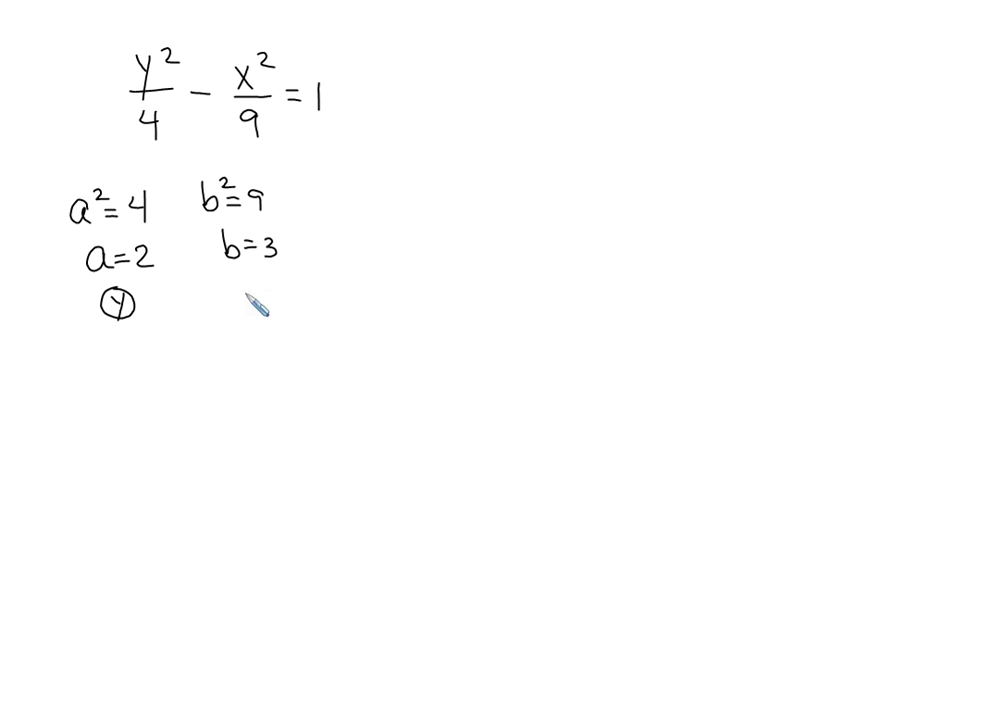 y²/4 - x²/9 = 1
a²=4 b²=9
a=2 b=3
y